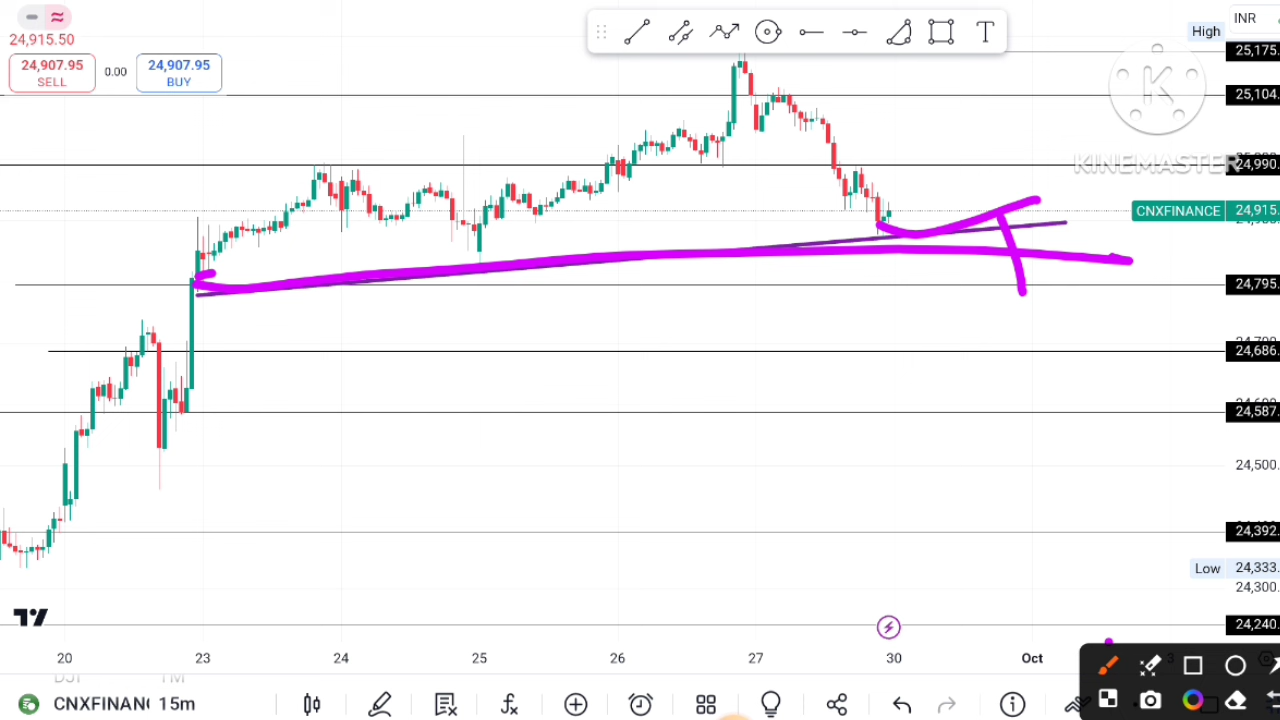 INR
High
25,175.
24,915.50
24,907.95
SELL
0.00
24,907.95
BUY
T
25,104.
K
KINEMASTER
24,990.
CNXFINANCE
24,915.
24,795.
24,686.
24,587.
24,500.
24,392.
Low
24,333.
24,300.
24,240.
20
23
24
25
26
27
30
Oct
3
CNXFINAN
15m